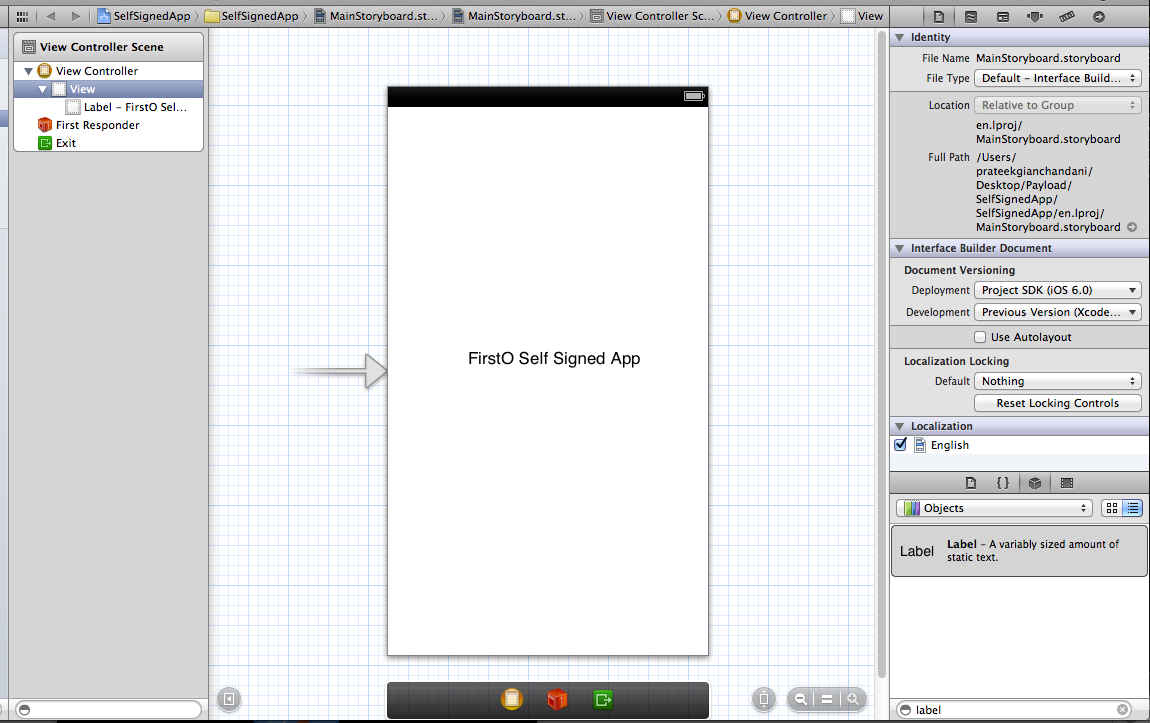 SelfSignedApp
SelfSignedApp
MainStoryboard.st...
MainStoryboard.st...
View Controller Sc...
View Controller
View
View Controller Scene
View Controller
View
Label – FirstO Sel...
First Responder
Exit
FirstO Self Signed App
Identity
File Name MainStoryboard.storyboard
File Type Default – Interface Build...
Location Relative to Group
en.lproj/
MainStoryboard.storyboard
Full Path /Users/
prateekgianchandani/
Desktop/Payload/
SelfSignedApp/
SelfSignedApp/en.lproj/
MainStoryboard.storyboard
Interface Builder Document
Document Versioning
Deployment Project SDK (iOS 6.0)
Development Previous Version (Xcode...
Use Autolayout
Localization Locking
Default Nothing
Reset Locking Controls
Localization
English
{ }
Objects
Label
Label – A variably sized amount of
static text.
label